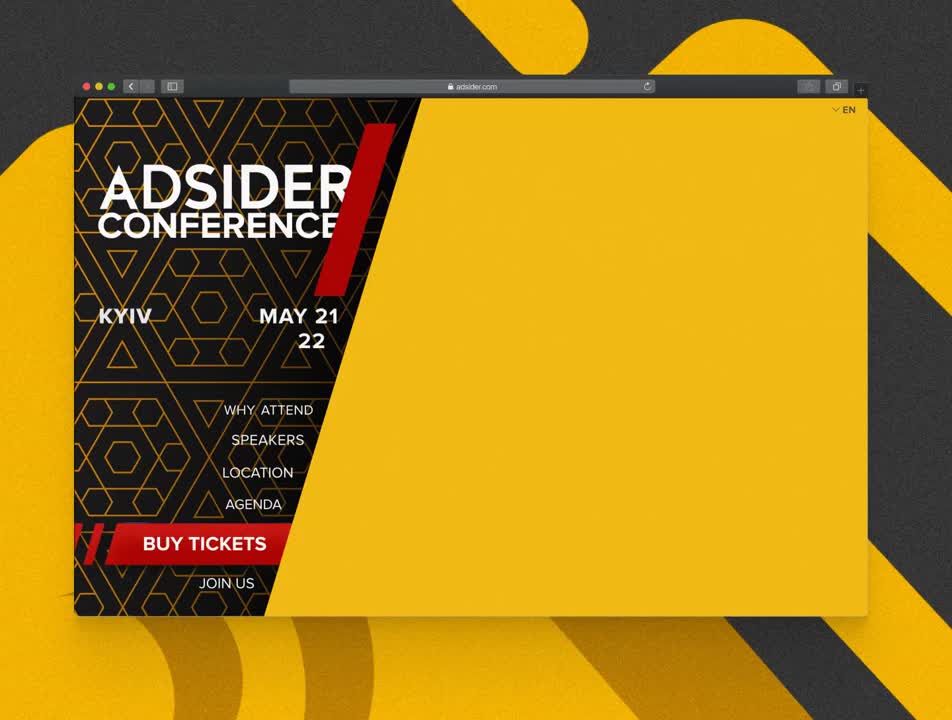 adsider.com
EN
ADSIDER
CONFERENCE
KYIV
MAY 21
22
WHY ATTEND
SPEAKERS
LOCATION
AGENDA
BUY TICKETS
JOIN US